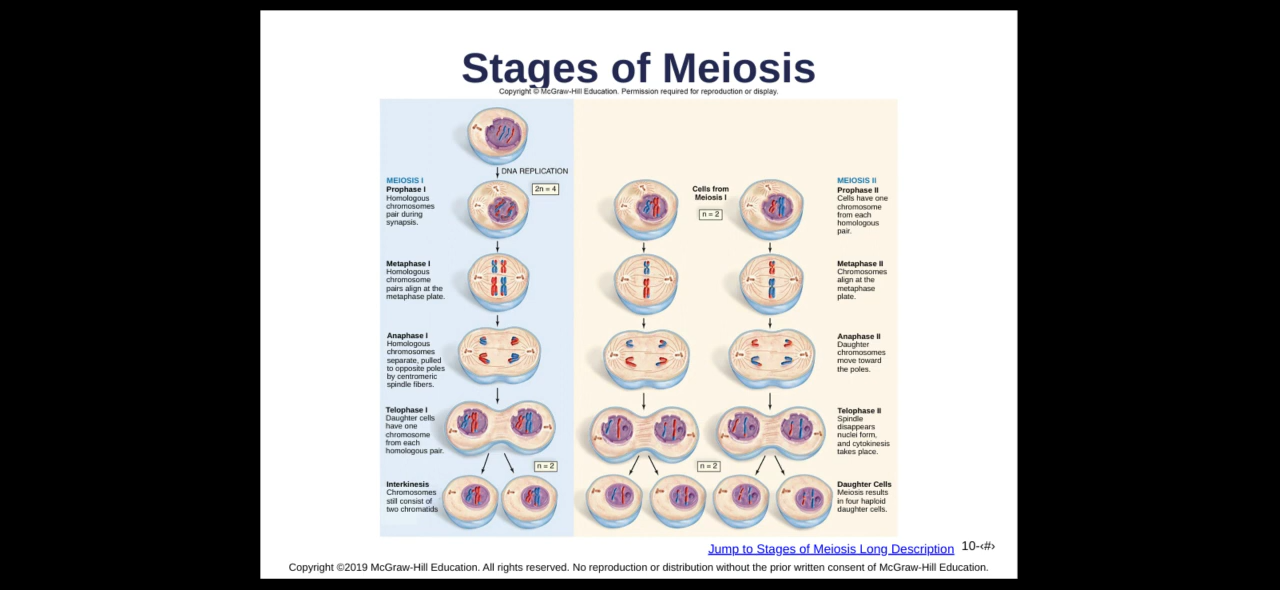 Stages of Meiosis
Copyright © McGraw-Hill Education. Permission required for reproduction or display.
DNA REPLICATION
2n = 4
MEIOSIS I
Prophase I
Homologous
chromosomes
pair during
synapsis.
Metaphase I
Homologous
chromosome
pairs align at the
metaphase plate.
Anaphase I
Homologous
chromosomes
separate, pulled
to opposite poles
by centromeric
spindle fibers.
Telophase I
Daughter cells
have one
chromosome
from each
homologous pair.
n = 2
Interkinesis
Chromosomes
still consist of
two chromatids
Cells from
Meiosis I
n = 2
MEIOSIS II
Prophase II
Cells have one
chromosome
from each
homologous
pair.
Metaphase II
Chromosomes
align at the
metaphase
plate.
Anaphase II
Daughter
chromosomes
move toward
the poles.
Telophase II
Spindle
disappears
nuclei form,
and cytokinesis
takes place.
n = 2
Daughter Cells
Meiosis results
in four haploid
daughter cells.
Jump to Stages of Meiosis Long Description
10-‹#›
Copyright ©2019 McGraw-Hill Education. All rights reserved. No reproduction or distribution without the prior written consent of McGraw-Hill Education.